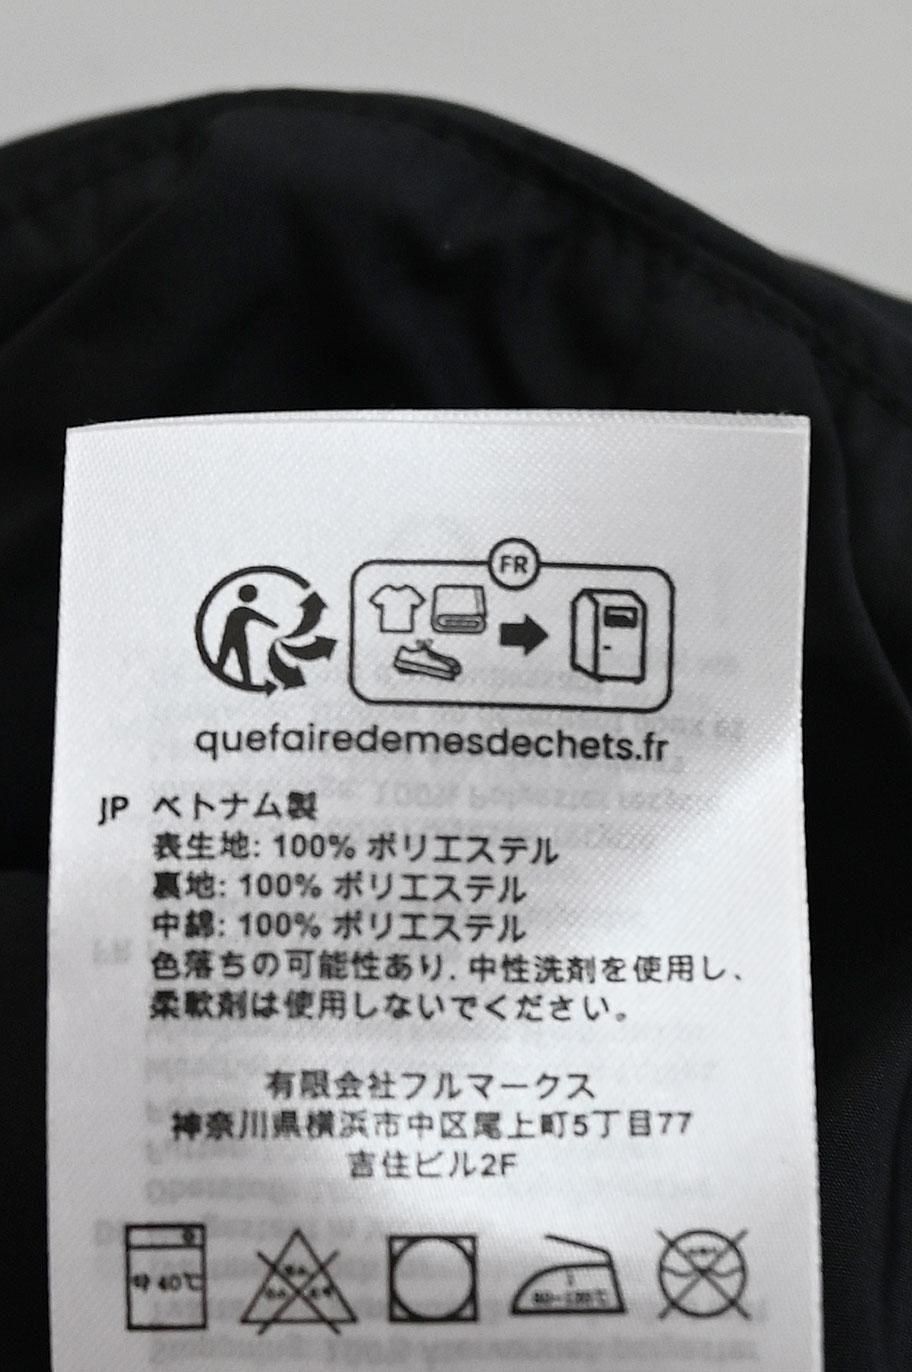 FR
quefairedemesdechets.fr
JP ベトナム製
表生地: 100% ポリエステル
裏地: 100% ポリエステル
中綿: 100% ポリエステル
色落ちの可能性あり. 中性洗剤を使用し、
柔軟剤は使用しないでください。
有限会社フルマークス
神奈川県横浜市中区尾上町5丁目77
吉住ビル2F
약 40℃
80~120℃